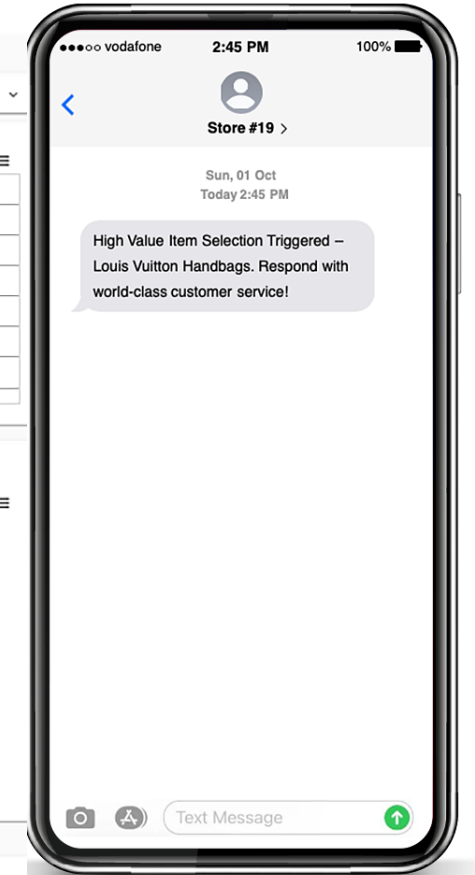 vodafone 2:45 PM 100%
Store #19 >
Sun, 01 Oct
Today 2:45 PM
High Value Item Selection Triggered –
Louis Vuitton Handbags. Respond with
world-class customer service!
Text Message